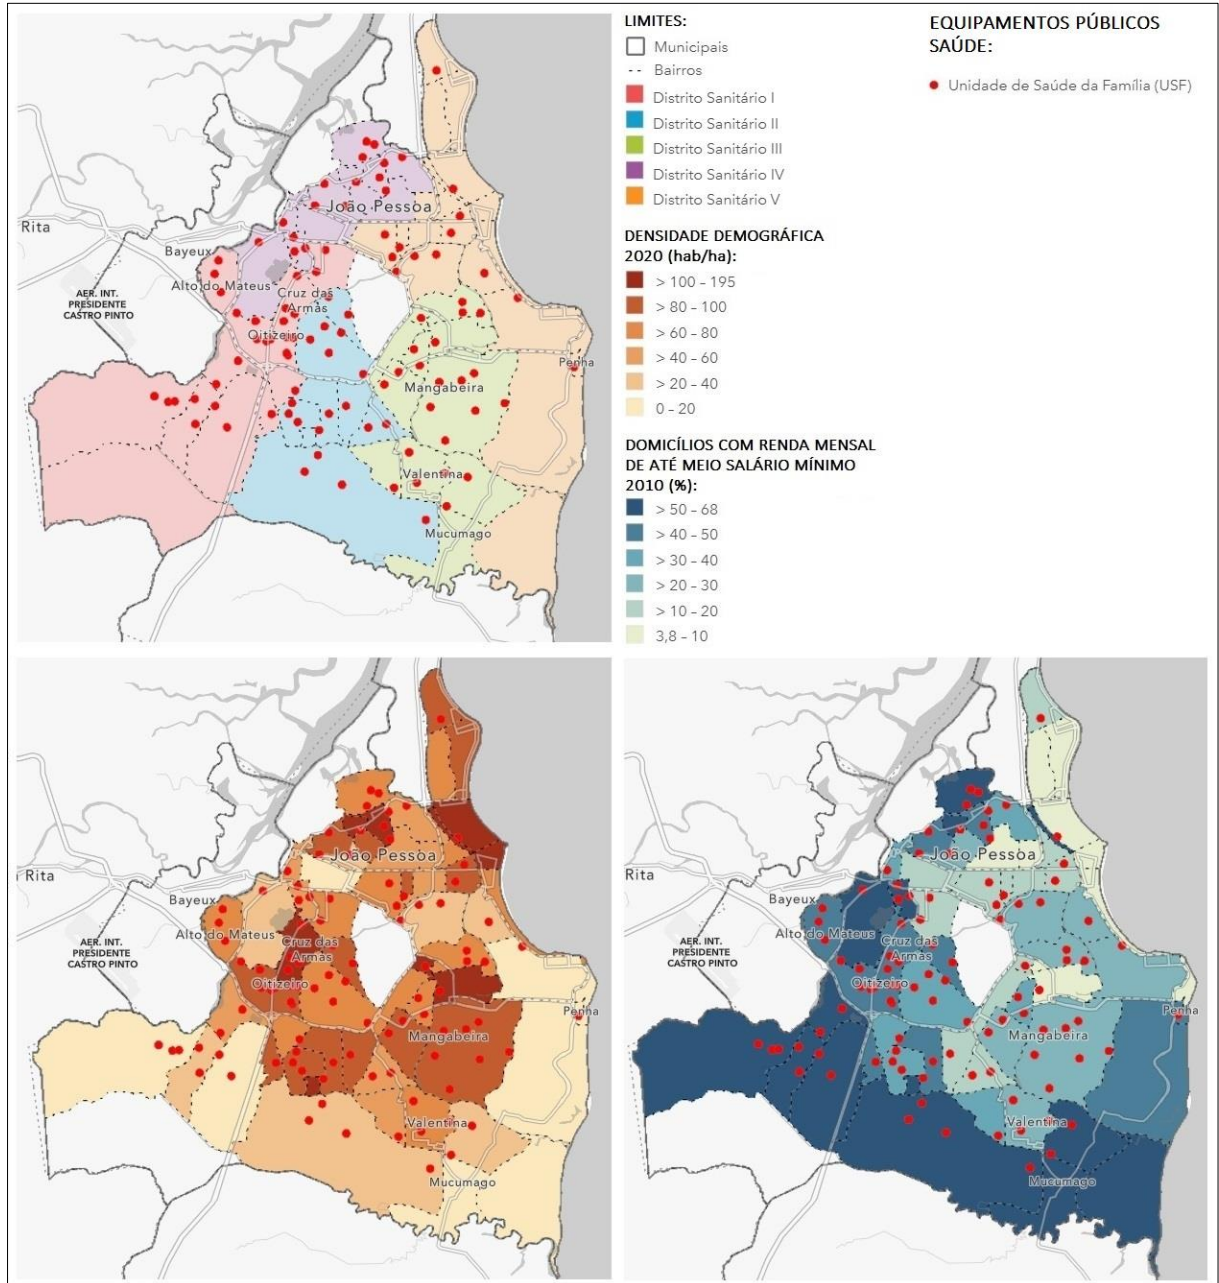 LIMITES:
Municipais
Bairros
Distrito Sanitário I
Distrito Sanitário II
Distrito Sanitário III
Distrito Sanitário IV
Distrito Sanitário V
DENSIDADE DEMOGRÁFICA
2020 (hab/ha):
> 100 – 195
> 80 – 100
> 60 – 80
> 40 – 60
> 20 – 40
0 – 20
DOMICÍLIOS COM RENDA MENSAL
DE ATÉ MEIO SALÁRIO MÍNIMO
2010 (%):
> 50 – 68
> 40 – 50
> 30 – 40
> 20 – 30
> 10 – 20
3,8 – 10
EQUIPAMENTOS PÚBLICOS
SAÚDE:
Unidade de Saúde da Família (USF)
João Pessoa
Rita
Bayeux
Alto do Mateus
AER. INT.
PRESIDENTE
CASTRO PINTO
Cruz das
Armas
Oitizeiro
Penha
Mangabeira
Valentina
Mucumago
João Pessoa
a Rita
Bayeux
Alto do Mateus
AER. INT.
PRESIDENTE
CASTRO PINTO
Cruz das
Armas
Oitizeiro
Penha
Mangabeira
Valentina
Mucumago
João Pessoa
Rita
Bayeux
Alto do Mateus
AER. INT.
PRESIDENTE
CASTRO PINTO
Cruz das
Armas
Oitizeiro
Penha
Mangabeira
Valentina
Mucumago